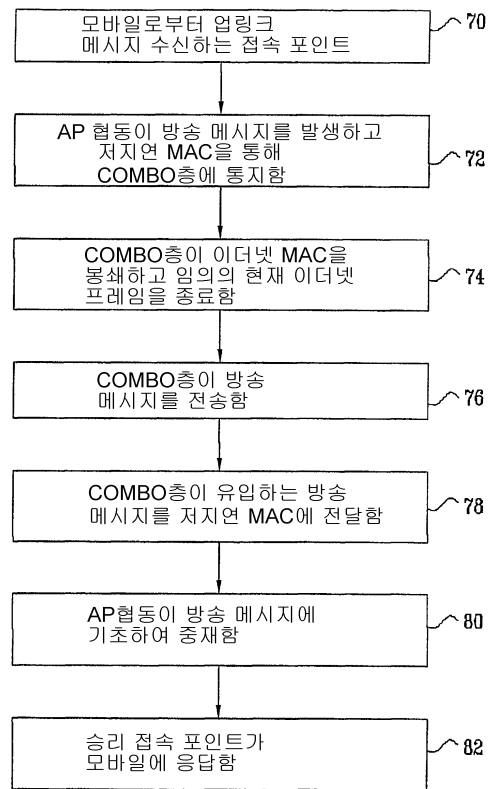 모바일로부터 업링크
메시지 수신하는 접속 포인트
70
AP 협동이 방송 메시지를 발생하고
저지연 MAC을 통해
COMBO층에 통지함
72
COMBO층이 이더넷 MAC을
봉쇄하고 임의의 현재 이더넷
프레임을 종료함
74
COMBO층이 방송
메시지를 전송함
76
COMBO층이 유입하는 방송
메시지를 저지연 MAC에 전달함
78
AP협동이 방송 메시지에
기초하여 중재함
80
승리 접속 포인트가
모바일에 응답함
82